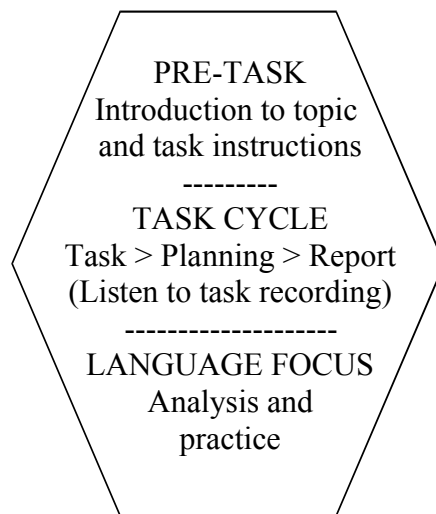 PRE-TASK
Introduction to topic
and task instructions
---------
TASK CYCLE
Task > Planning > Report
(Listen to task recording)
--------------------
LANGUAGE FOCUS
Analysis and
practice